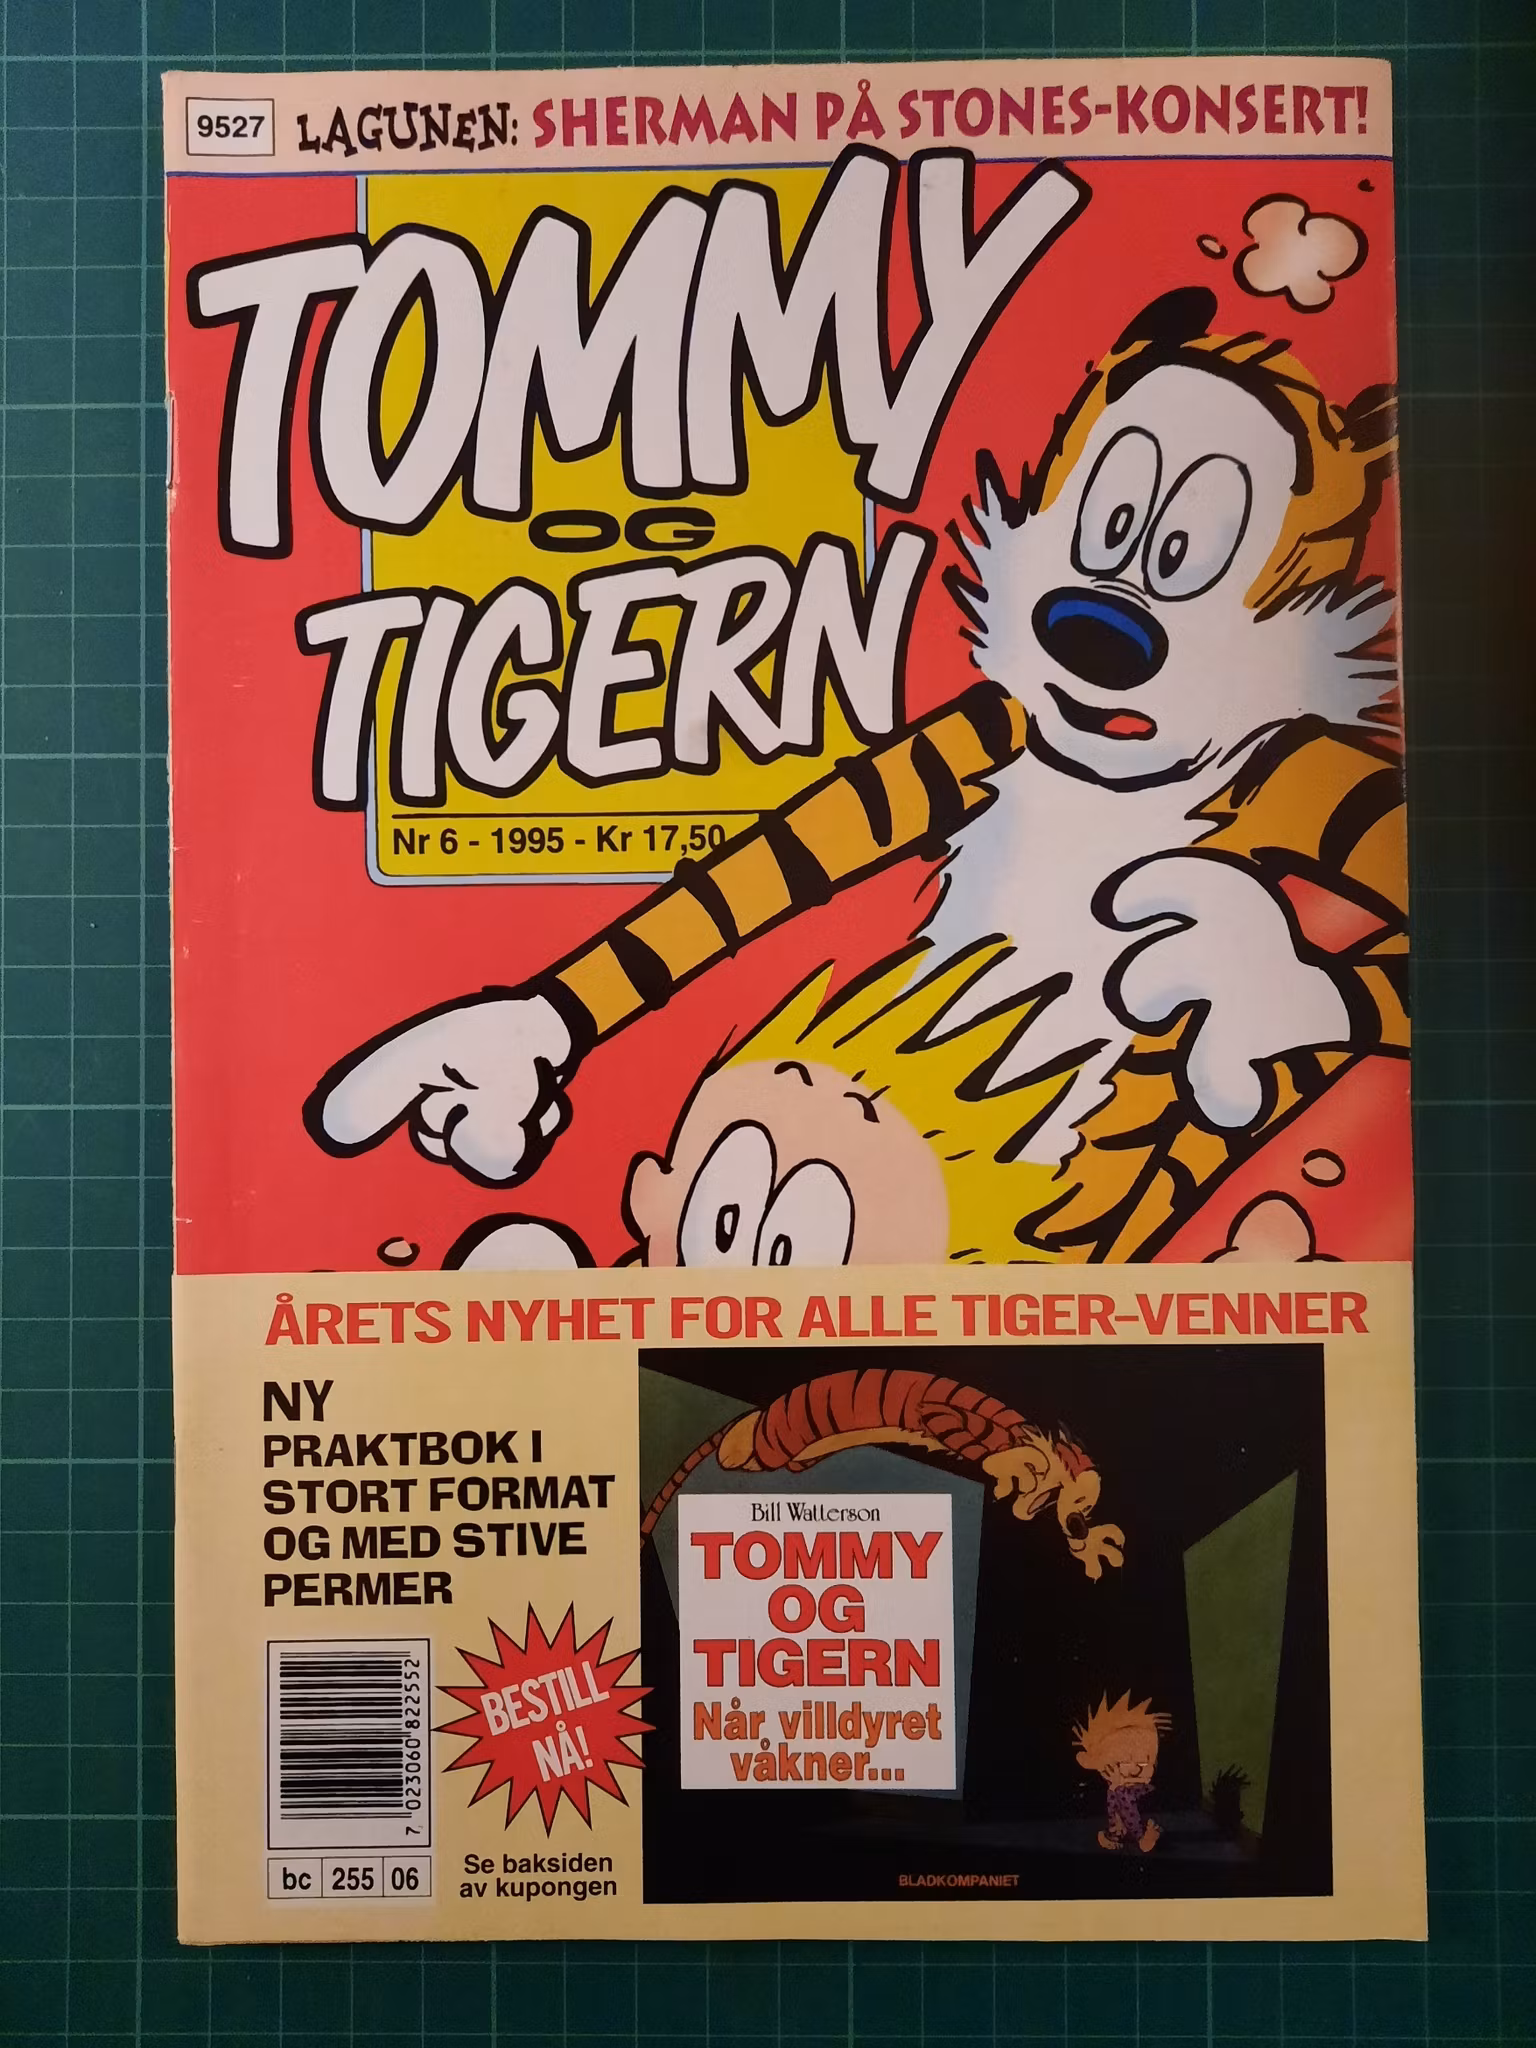 9527
LAGUNEN: SHERMAN PÅ STONES-KONSERT!
TOMMY
OG
TIGERN
Nr 6 - 1995 - Kr 17,50
ÅRETS NYHET FOR ALLE TIGER-VENNER
NY
PRAKTBOK I
STORT FORMAT
OG MED STIVE
PERMER
BESTILL
NÅ!
Se baksiden
av kupongen
7 023060 822552
bc 255 06
Bill Watterson
TOMMY
OG
TIGERN
Når villdyret
våkner...
BLADKOMPANIET